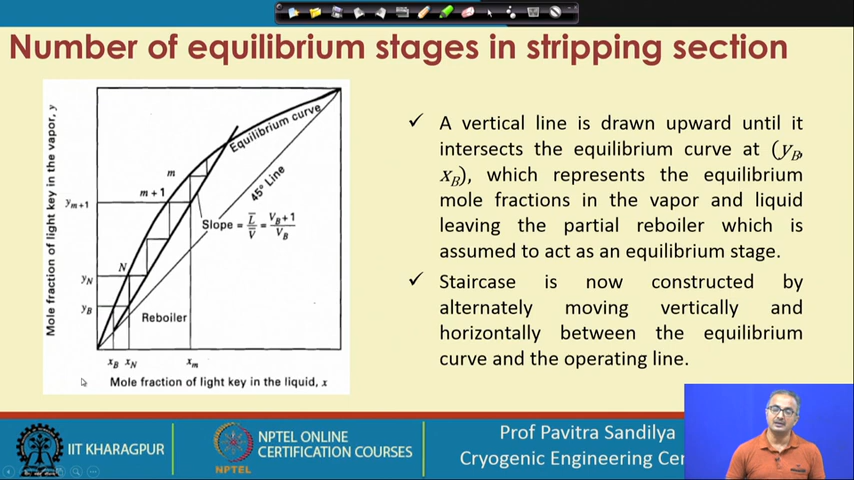 Number of equilibrium stages in stripping section
Mole fraction of light key in the vapor, y
y_m+1
y_N
y_B
m
m + 1
N
Equilibrium curve
45° Line
Slope = L̅/V̅ = V_B+1/V_B
Reboiler
x_B x_N x_m
Mole fraction of light key in the liquid, x
✓ A vertical line is drawn upward until it
intersects the equilibrium curve at (y_B,
x_B), which represents the equilibrium
mole fractions in the vapor and liquid
leaving the partial reboiler which is
assumed to act as an equilibrium stage.
✓ Staircase is now constructed by
alternately moving vertically and
horizontally between the equilibrium
curve and the operating line.
IIT KHARAGPUR
NPTEL
NPTEL ONLINE
CERTIFICATION COURSES
Prof Pavitra Sandilya
Cryogenic Engineering Cen